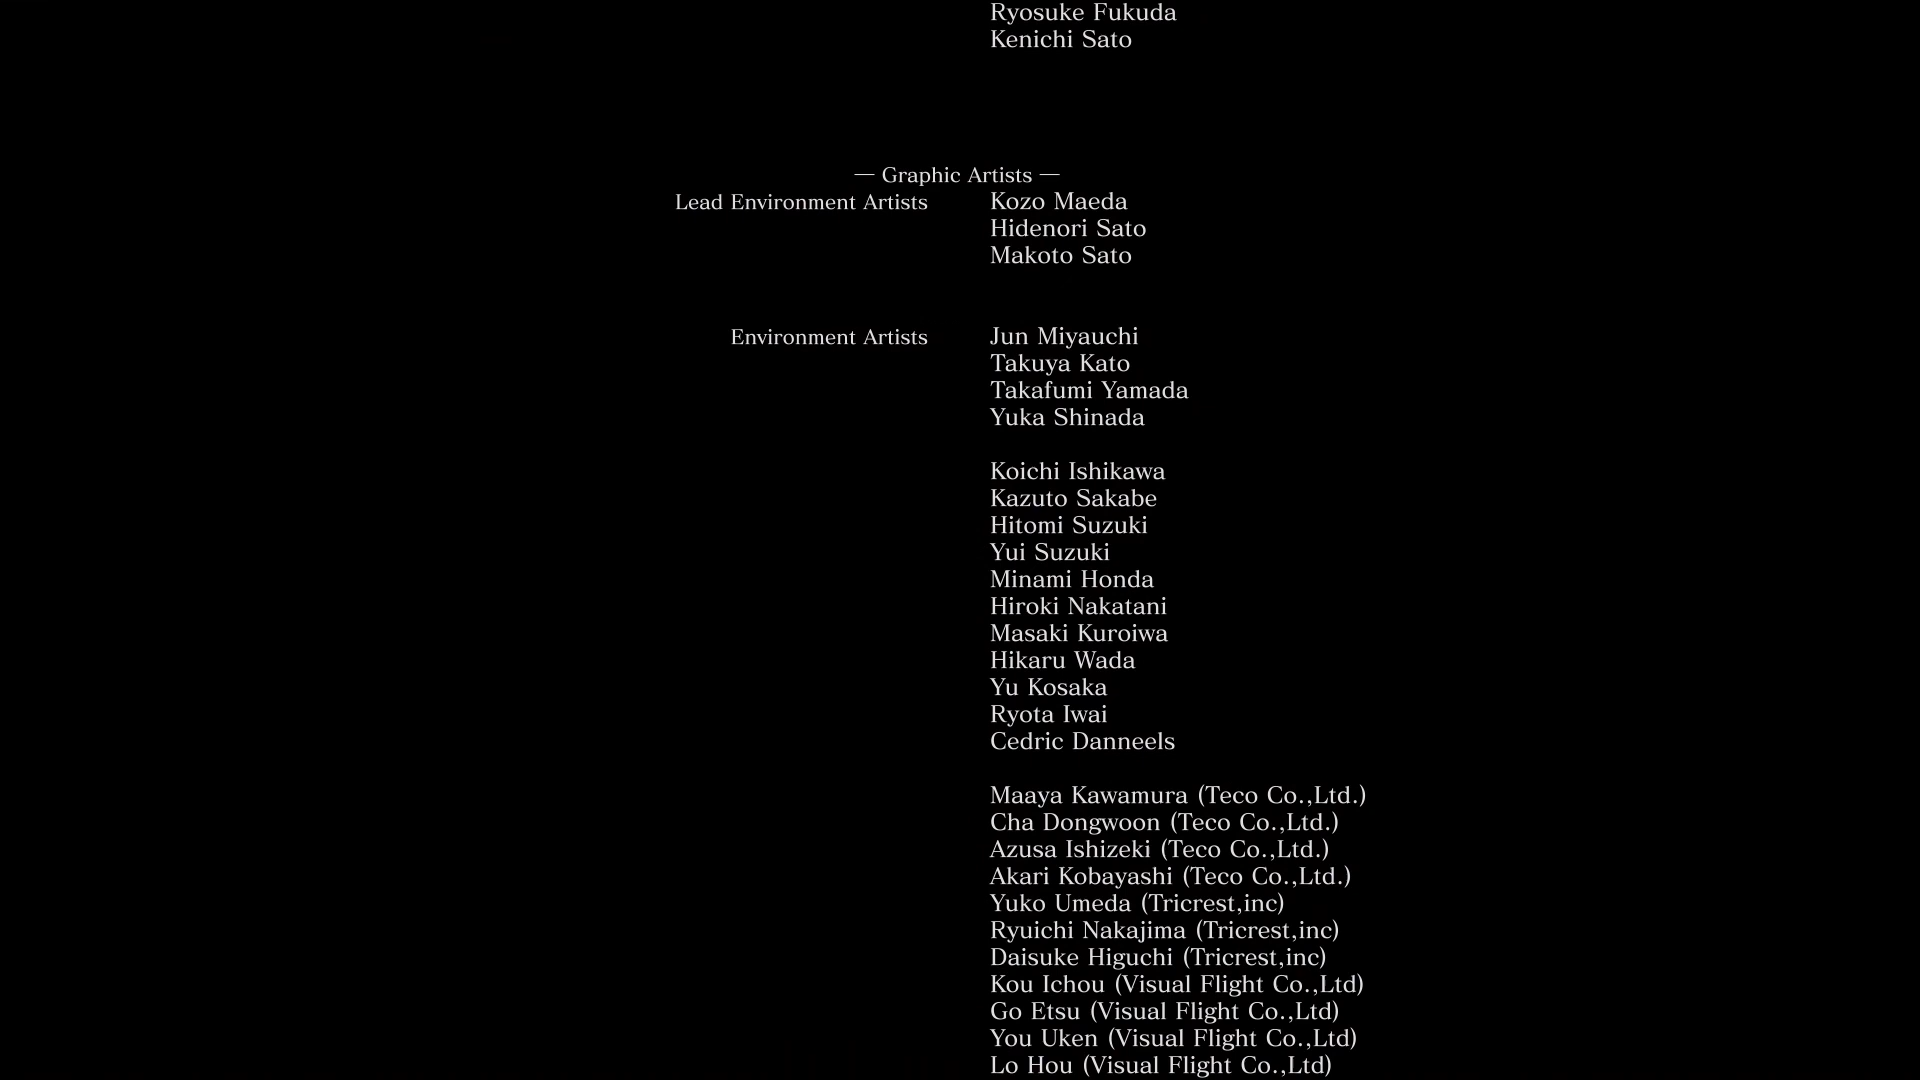 Ryosuke Fukuda
Kenichi Sato
— Graphic Artists —
Lead Environment Artists Kozo Maeda
Hidenori Sato
Makoto Sato
Environment Artists Jun Miyauchi
Takuya Kato
Takafumi Yamada
Yuka Shinada
Koichi Ishikawa
Kazuto Sakabe
Hitomi Suzuki
Yui Suzuki
Minami Honda
Hiroki Nakatani
Masaki Kuroiwa
Hikaru Wada
Yu Kosaka
Ryota Iwai
Cedric Danneels
Maaya Kawamura (Teco Co.,Ltd.)
Cha Dongwoon (Teco Co.,Ltd.)
Azusa Ishizeki (Teco Co.,Ltd.)
Akari Kobayashi (Teco Co.,Ltd.)
Yuko Umeda (Tricrest,inc)
Ryuichi Nakajima (Tricrest,inc)
Daisuke Higuchi (Tricrest,inc)
Kou Ichou (Visual Flight Co.,Ltd)
Go Etsu (Visual Flight Co.,Ltd)
You Uken (Visual Flight Co.,Ltd)
Lo Hou (Visual Flight Co.,Ltd)